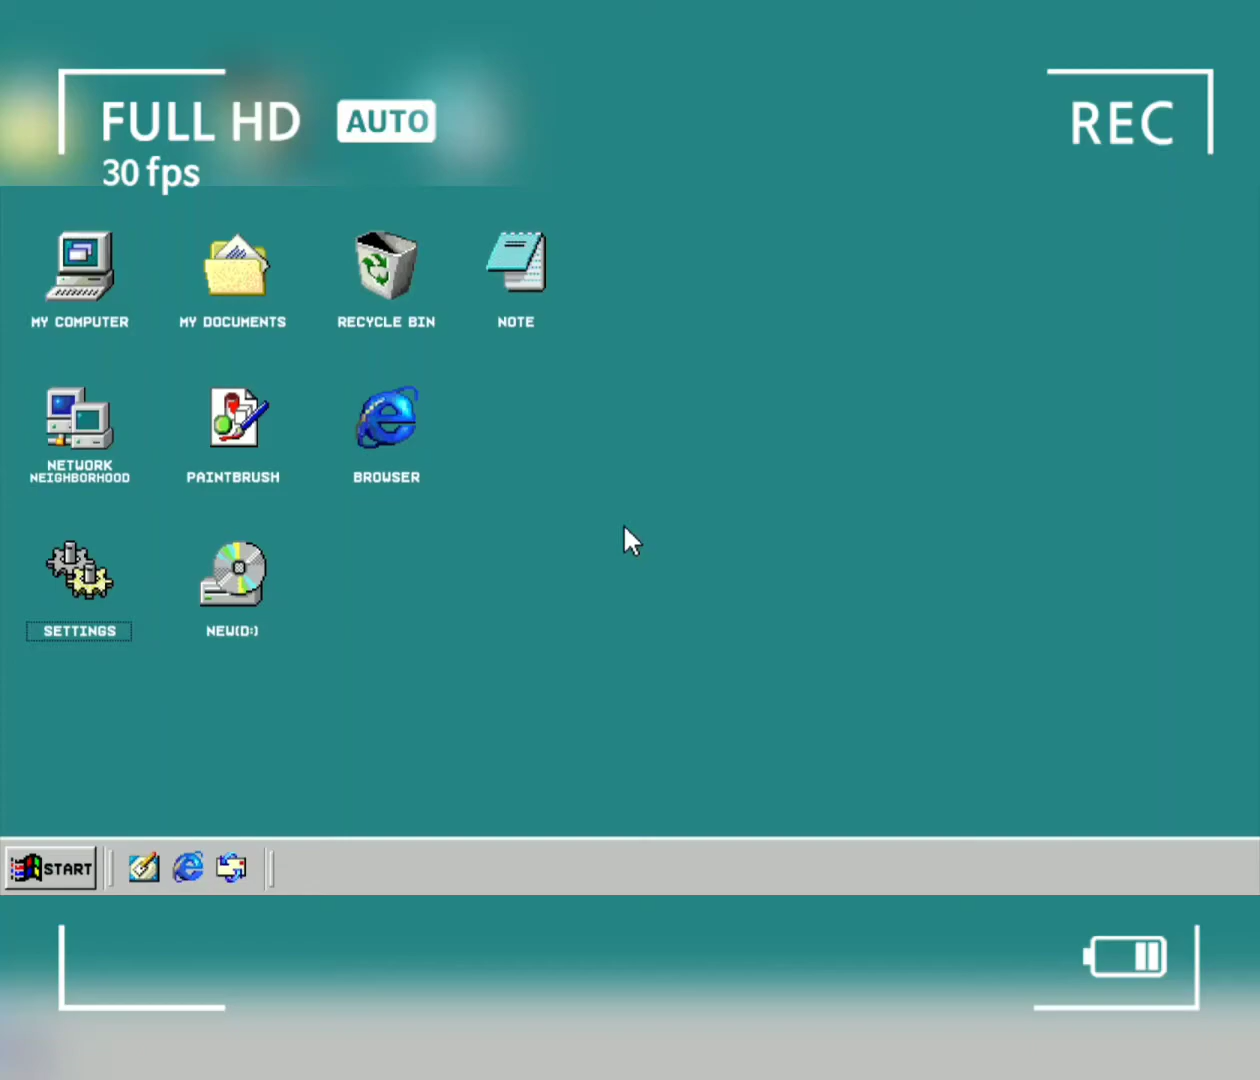 FULL HD AUTO REC
30 fps
MY COMPUTER MY DOCUMENTS RECYCLE BIN NOTE
NETWORK
NEIGHBORHOOD PAINTBRUSH BROWSER
SETTINGS NEW(D:)
START